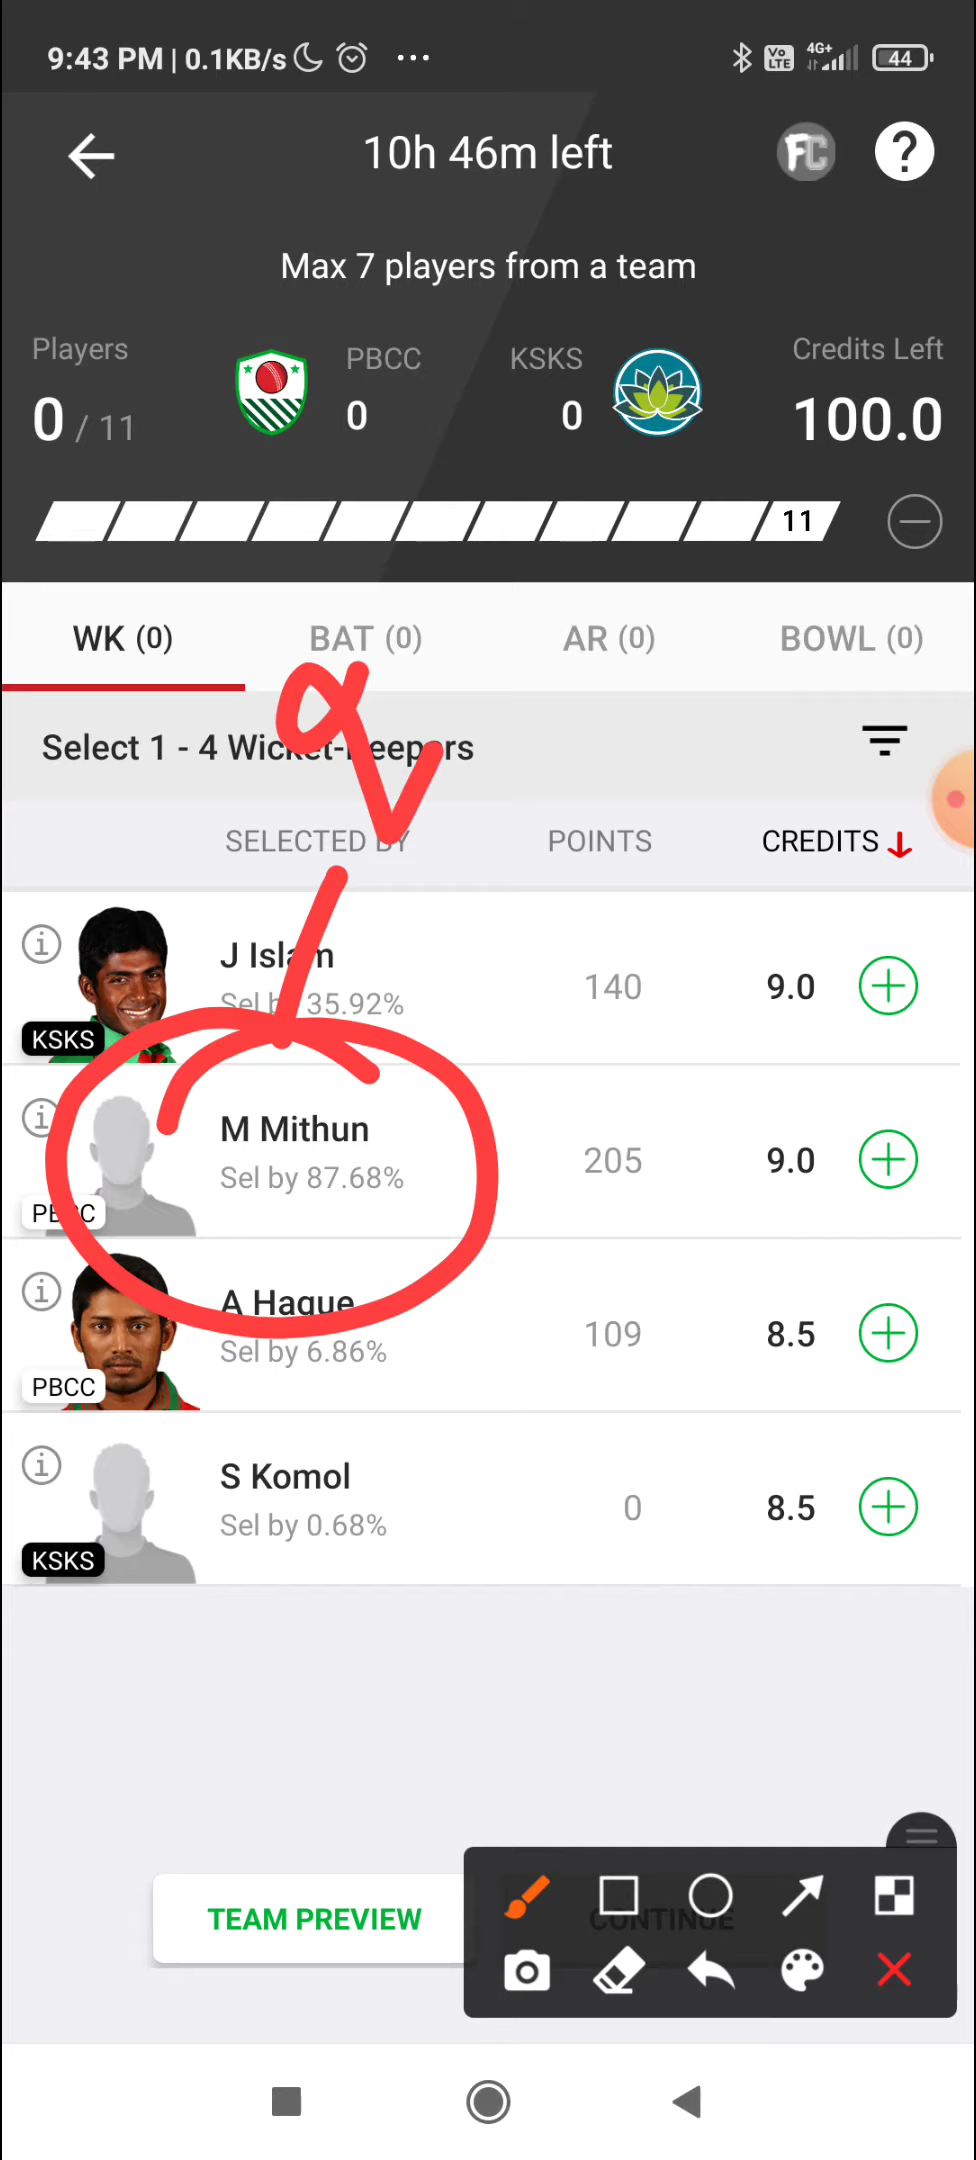 9:43 PM | 0.1KB/s ... Vo LTE 4G+ 44
10h 46m left FC ?
Max 7 players from a team
Players PBCC KSKS Credits Left
0 / 11 0 0 100.0
11
WK (0) BAT (0) AR (0) BOWL (0)
Select 1 - 4 Wicket-Keepers
SELECTED BY POINTS CREDITS
J Islam
Sel by 35.92% 140 9.0
KSKS
M Mithun
Sel by 87.68% 205 9.0
PBCC
A Haque
Sel by 6.86% 109 8.5
PBCC
S Komol
Sel by 0.68% 0 8.5
KSKS
TEAM PREVIEW CONTINUE